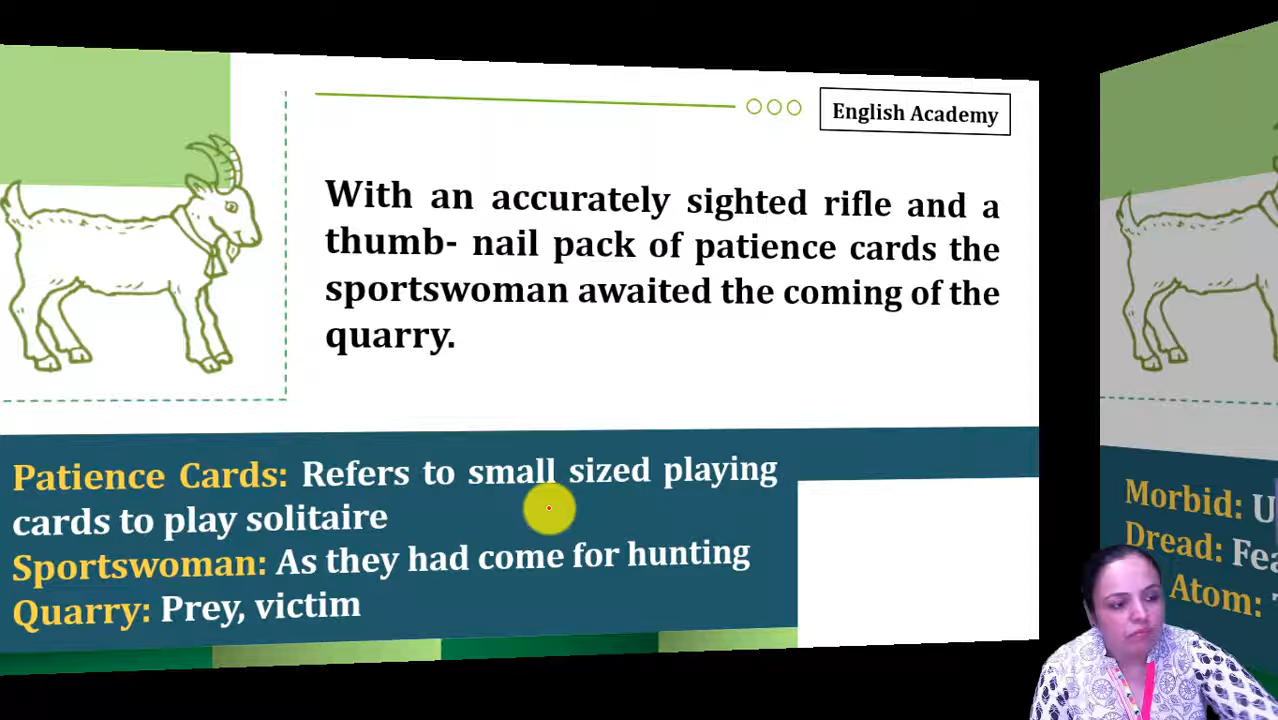 English Academy
With an accurately sighted rifle and a
thumb- nail pack of patience cards the
sportswoman awaited the coming of the
quarry.
Patience Cards: Refers to small sized playing
cards to play solitaire
Sportswoman: As they had come for hunting
Quarry: Prey, victim
Morbid:
Dread:
Atom: